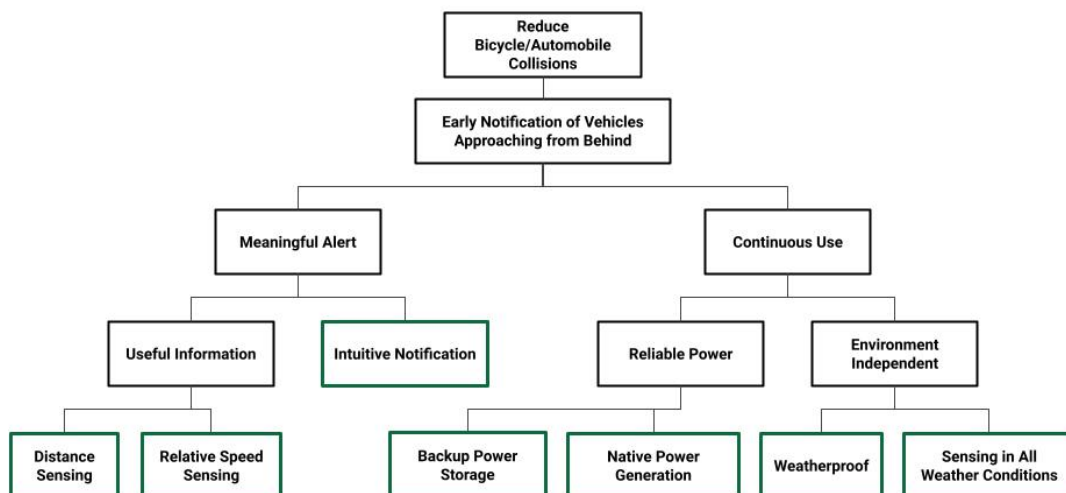 Reduce
Bicycle/Automobile
Collisions
Early Notification of Vehicles
Approaching from Behind
Meaningful Alert
Continuous Use
Useful Information
Intuitive Notification
Reliable Power
Environment
Independent
Distance
Sensing
Relative Speed
Sensing
Backup Power
Storage
Native Power
Generation
Weatherproof
Sensing in All
Weather Conditions